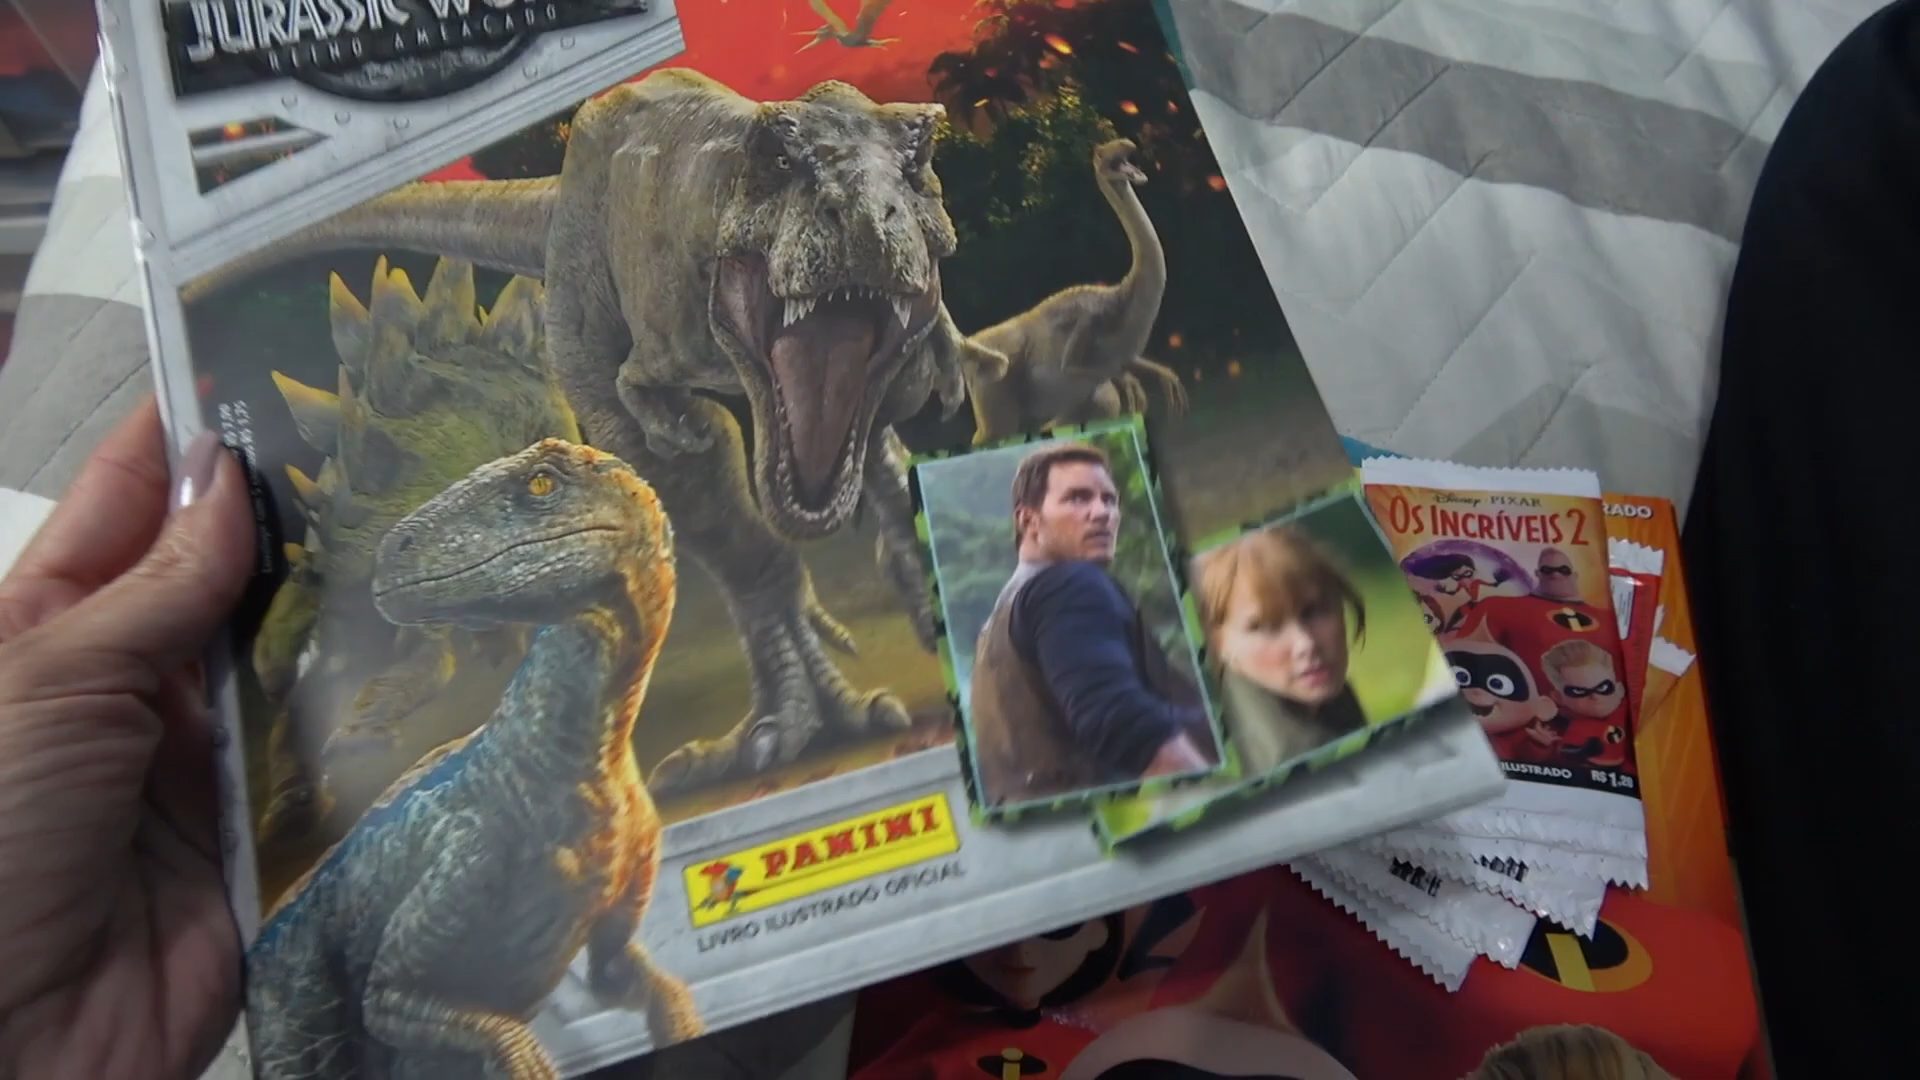 JURASSIC WO
REINO AMEAÇADO
PANINI
LIVRO ILUSTRADO OFICIAL
Disney·PIXAR
OS INCRÍVEIS 2
ILUSTRADO R$ 1,20
RADO